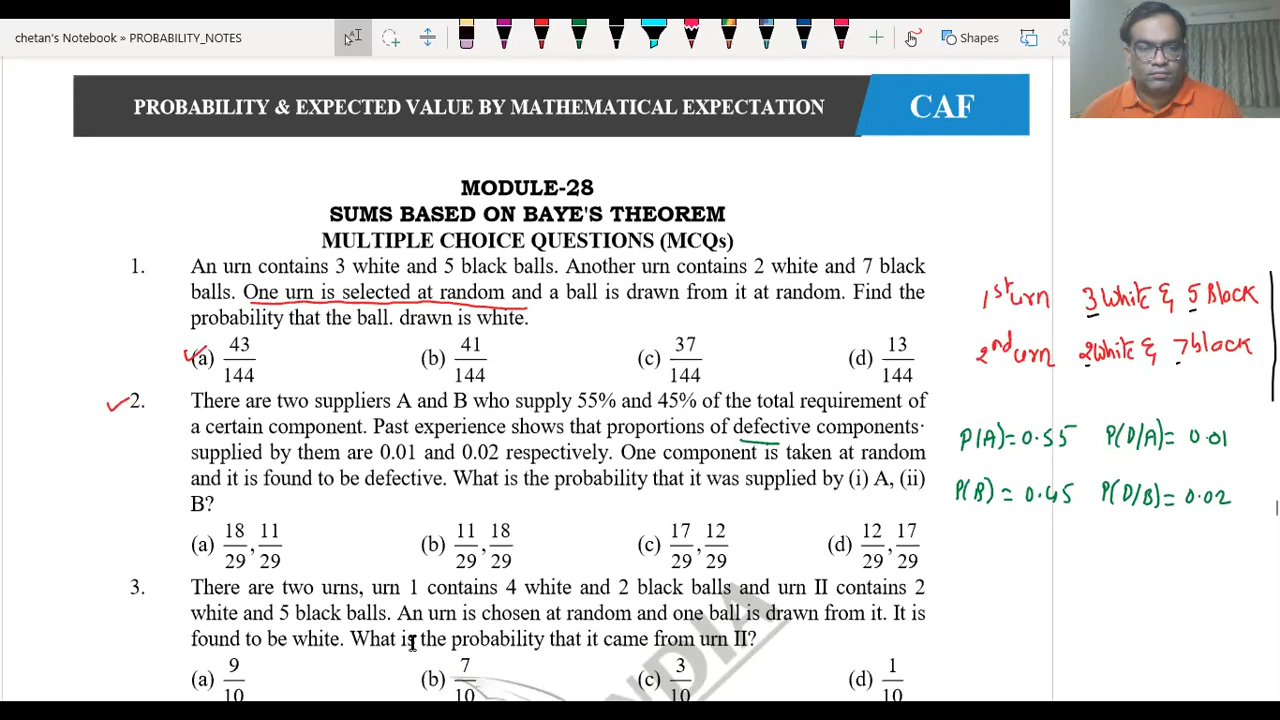 chetan's Notebook » PROBABILITY_NOTES
Shapes
PROBABILITY & EXPECTED VALUE BY MATHEMATICAL EXPECTATION
CAF
MODULE-28
SUMS BASED ON BAYE'S THEOREM
MULTIPLE CHOICE QUESTIONS (MCQs)
1. An urn contains 3 white and 5 black balls. Another urn contains 2 white and 7 black
balls. One urn is selected at random and a ball is drawn from it at random. Find the
probability that the ball. drawn is white.
(a) 43/144 (b) 41/144 (c) 37/144 (d) 13/144
2. There are two suppliers A and B who supply 55% and 45% of the total requirement of
a certain component. Past experience shows that proportions of defective components·
supplied by them are 0.01 and 0.02 respectively. One component is taken at random
and it is found to be defective. What is the probability that it was supplied by (i) A, (ii)
B?
(a) 18/29, 11/29 (b) 11/29, 18/29 (c) 17/29, 12/29 (d) 12/29, 17/29
3. There are two urns, urn 1 contains 4 white and 2 black balls and urn II contains 2
white and 5 black balls. An urn is chosen at random and one ball is drawn from it. It is
found to be white. What is the probability that it came from urn II?
(a) 9/10 (b) 7/10 (c) 3/10 (d) 1/10
1st urn 3 White & 5 Black
2nd urn 2 White & 7 black
P(A) = 0.55 P(D/A) = 0.01
P(B) = 0.45 P(D/B) = 0.02